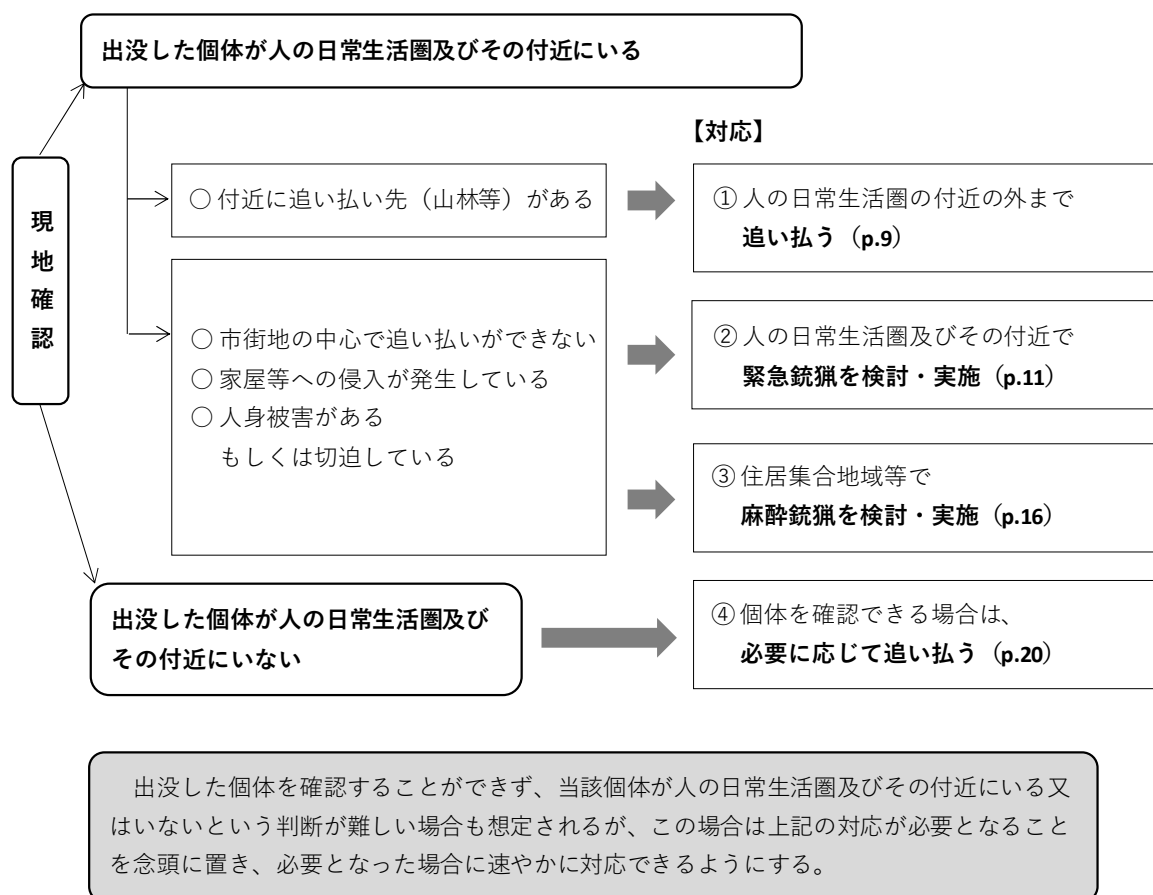 出没した個体が人の日常生活圏及びその付近にいる
【対応】
現地確認
○ 付近に追い払い先（山林等）がある
① 人の日常生活圏の付近の外まで
追い払う（p.9）
○ 市街地の中心で追い払いができない
○ 家屋等への侵入が発生している
○ 人身被害がある
もしくは切迫している
② 人の日常生活圏及びその付近で
緊急銃猟を検討・実施（p.11）
③ 住居集合地域等で
麻酔銃猟を検討・実施（p.16）
出没した個体が人の日常生活圏及び
その付近にいない
④ 個体を確認できる場合は、
必要に応じて追い払う（p.20）
出没した個体を確認することができず、当該個体が人の日常生活圏及びその付近にいる又
はいないという判断が難しい場合も想定されるが、この場合は上記の対応が必要となること
を念頭に置き、必要となった場合に速やかに対応できるようにする。